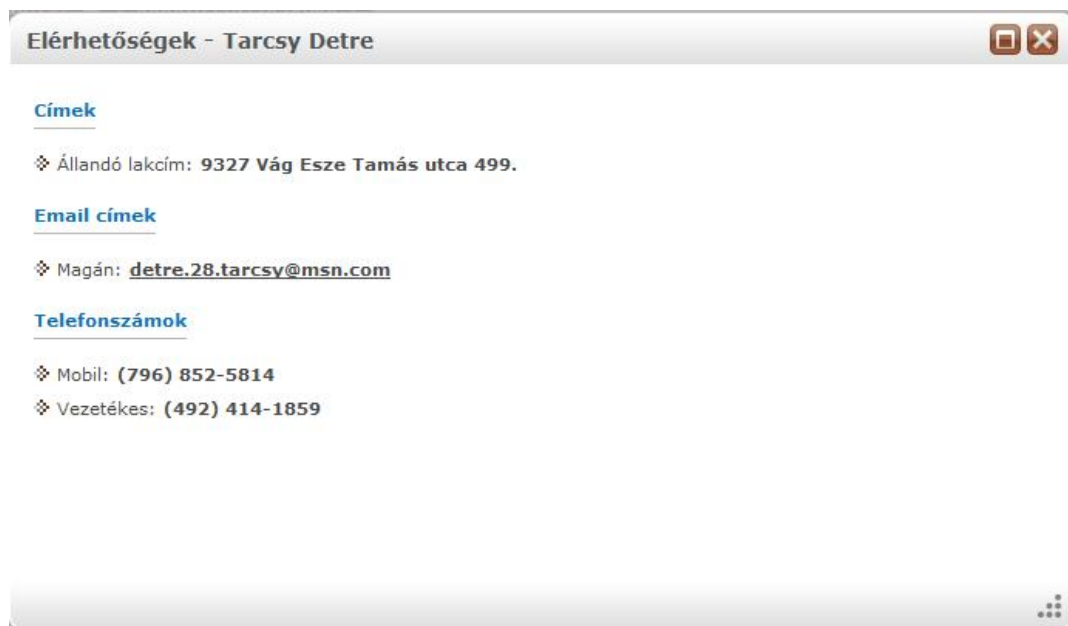 Elérhetőségek - Tarcsy Detre
Címek
Állandó lakcím: 9327 Vág Esze Tamás utca 499.
Email címek
Magán: detre.28.tarcsy@msn.com
Telefonszámok
Mobil: (796) 852-5814
Vezetékes: (492) 414-1859